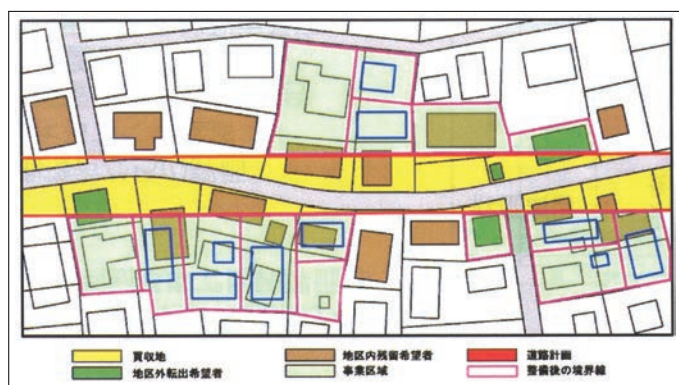 買収地
地区内残留希望者
道路計画
地区外転出希望者
事業区域
整備後の境界線